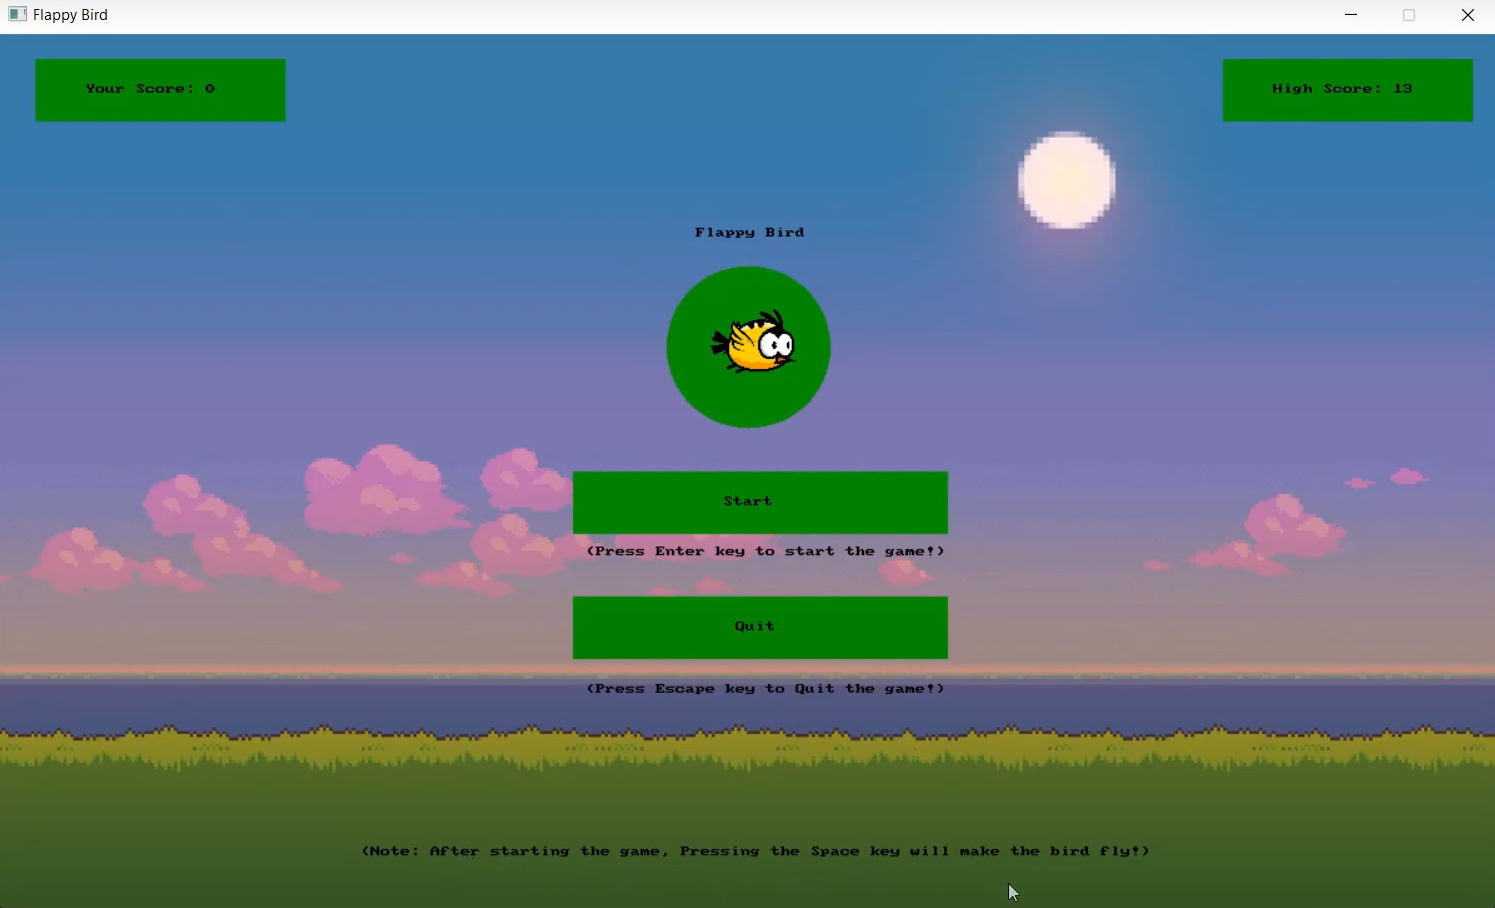 Flappy Bird
Your Score: 0
High Score: 13
Flappy Bird
Start
(Press Enter key to start the game!)
Quit
(Press Escape key to Quit the game!)
(Note: After starting the game, Pressing the Space key will make the bird fly!)